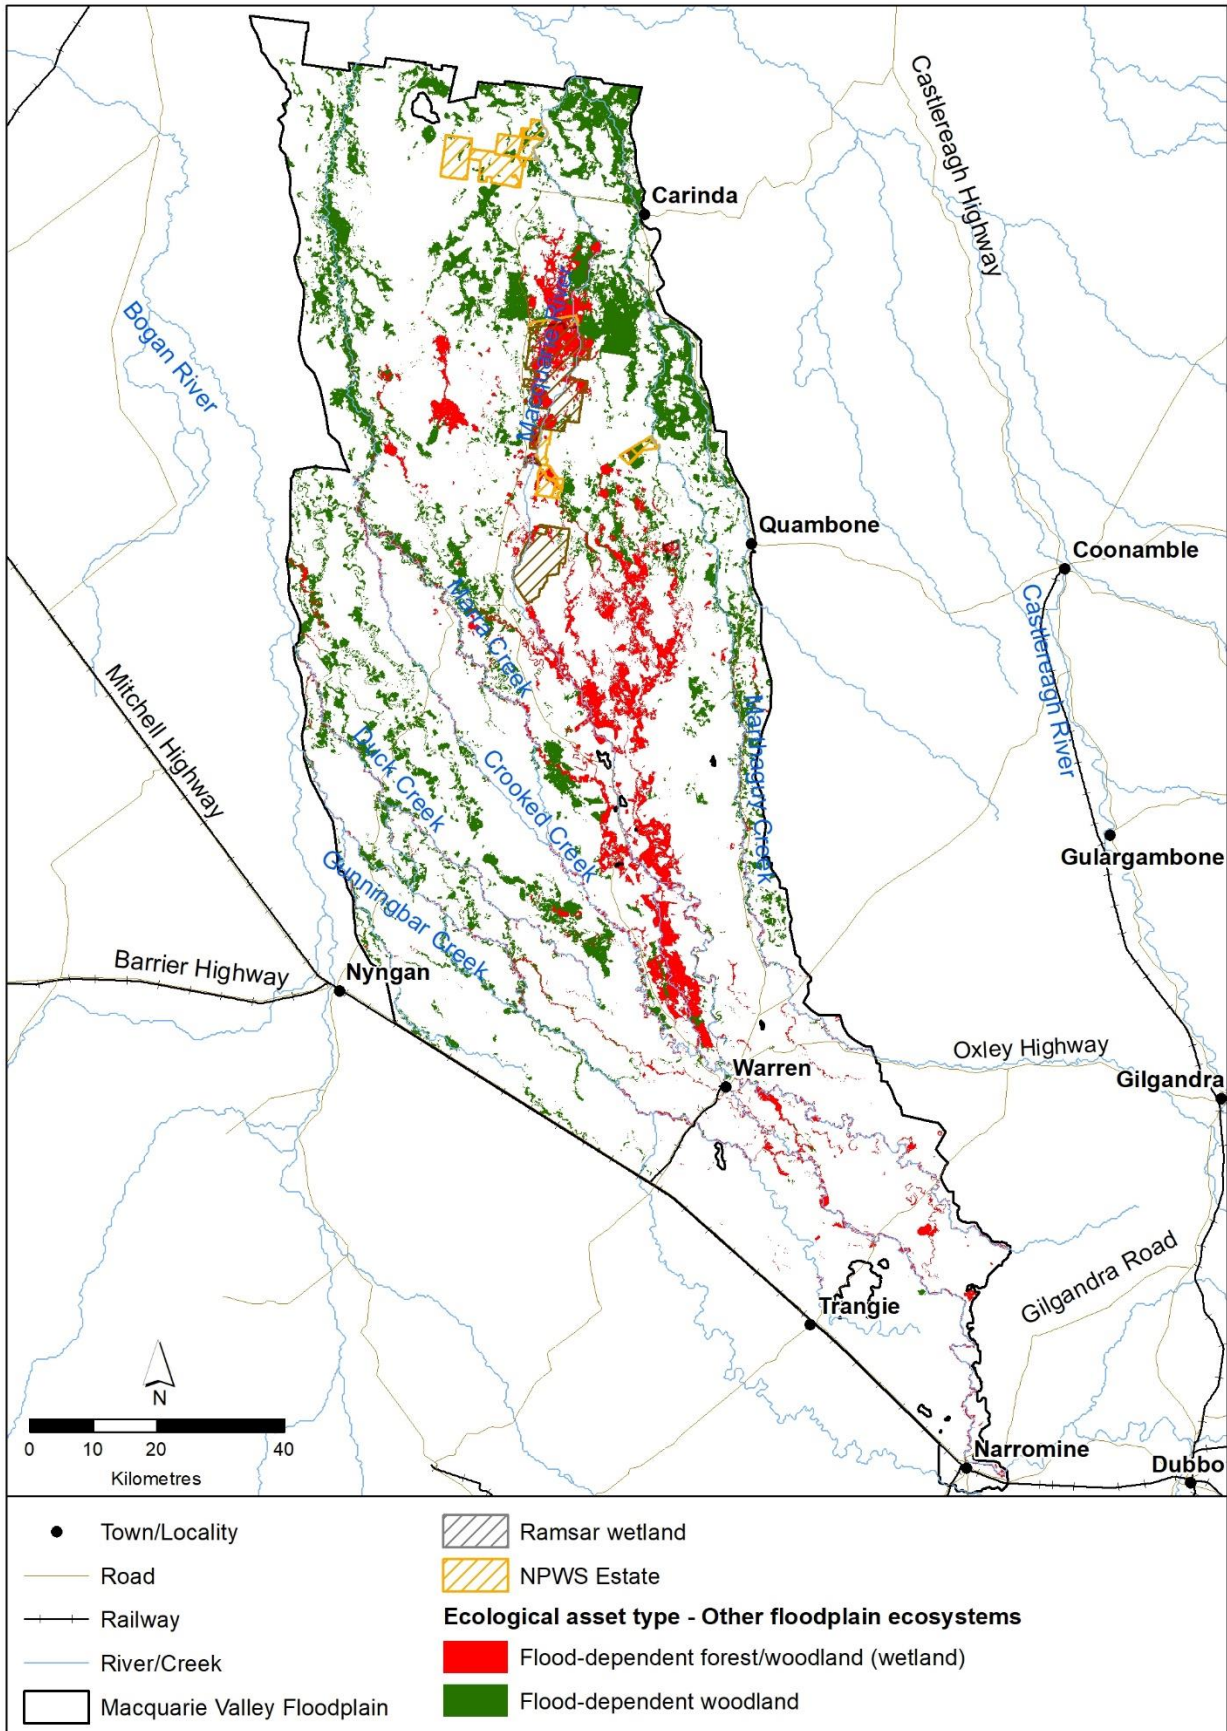 Castlereagh Highway
Carinda
Bogan River
Macquarie River
Quambone
Coonamble
Marra Creek
Castlereagh River
Mitchell Highway
Duck Creek
Crooked Creek
Marthaguy Creek
Gulargambone
Gunningbar Creek
Barrier Highway
Nyngan
Oxley Highway
Warren
Gilgandra
Gilgandra Road
Trangie
N
0 10 20 40
Kilometres
Narromine
Dubbo
Town/Locality
Road
Railway
River/Creek
Macquarie Valley Floodplain
Ramsar wetland
NPWS Estate
Ecological asset type - Other floodplain ecosystems
Flood-dependent forest/woodland (wetland)
Flood-dependent woodland